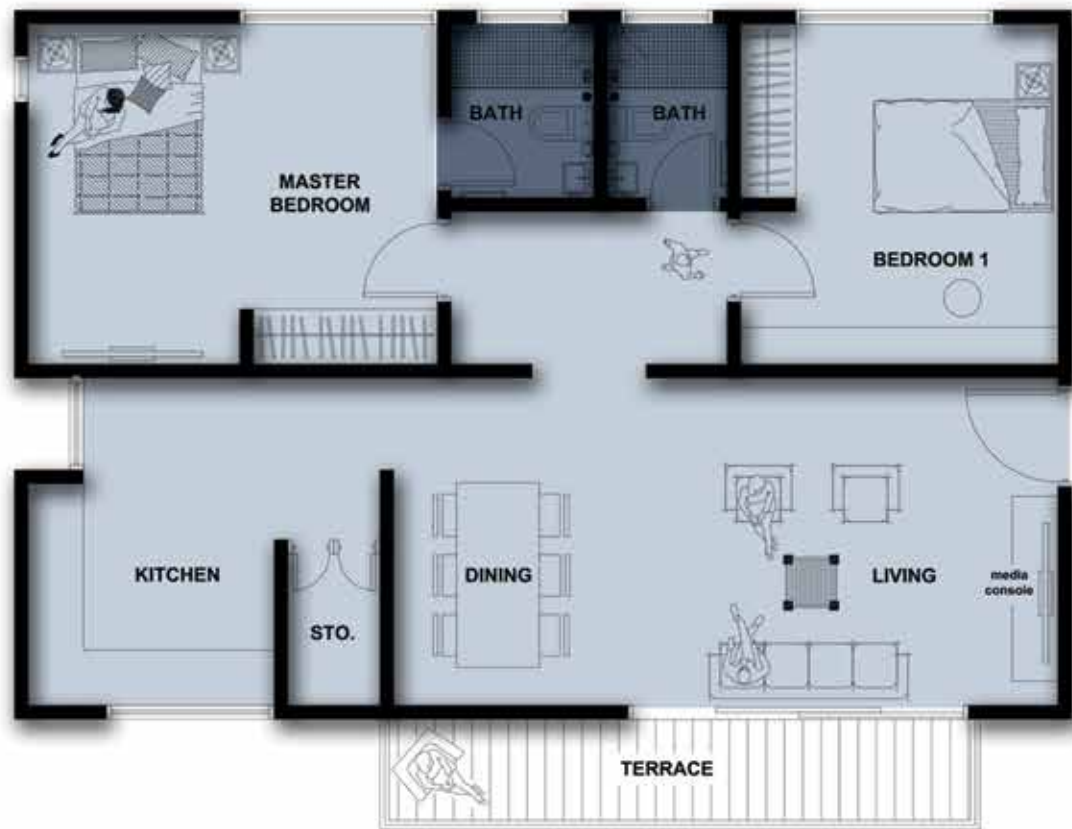 BATH
BATH
MASTER
BEDROOM
BEDROOM 1
KITCHEN
DINING
LIVING
media
console
STO.
TERRACE